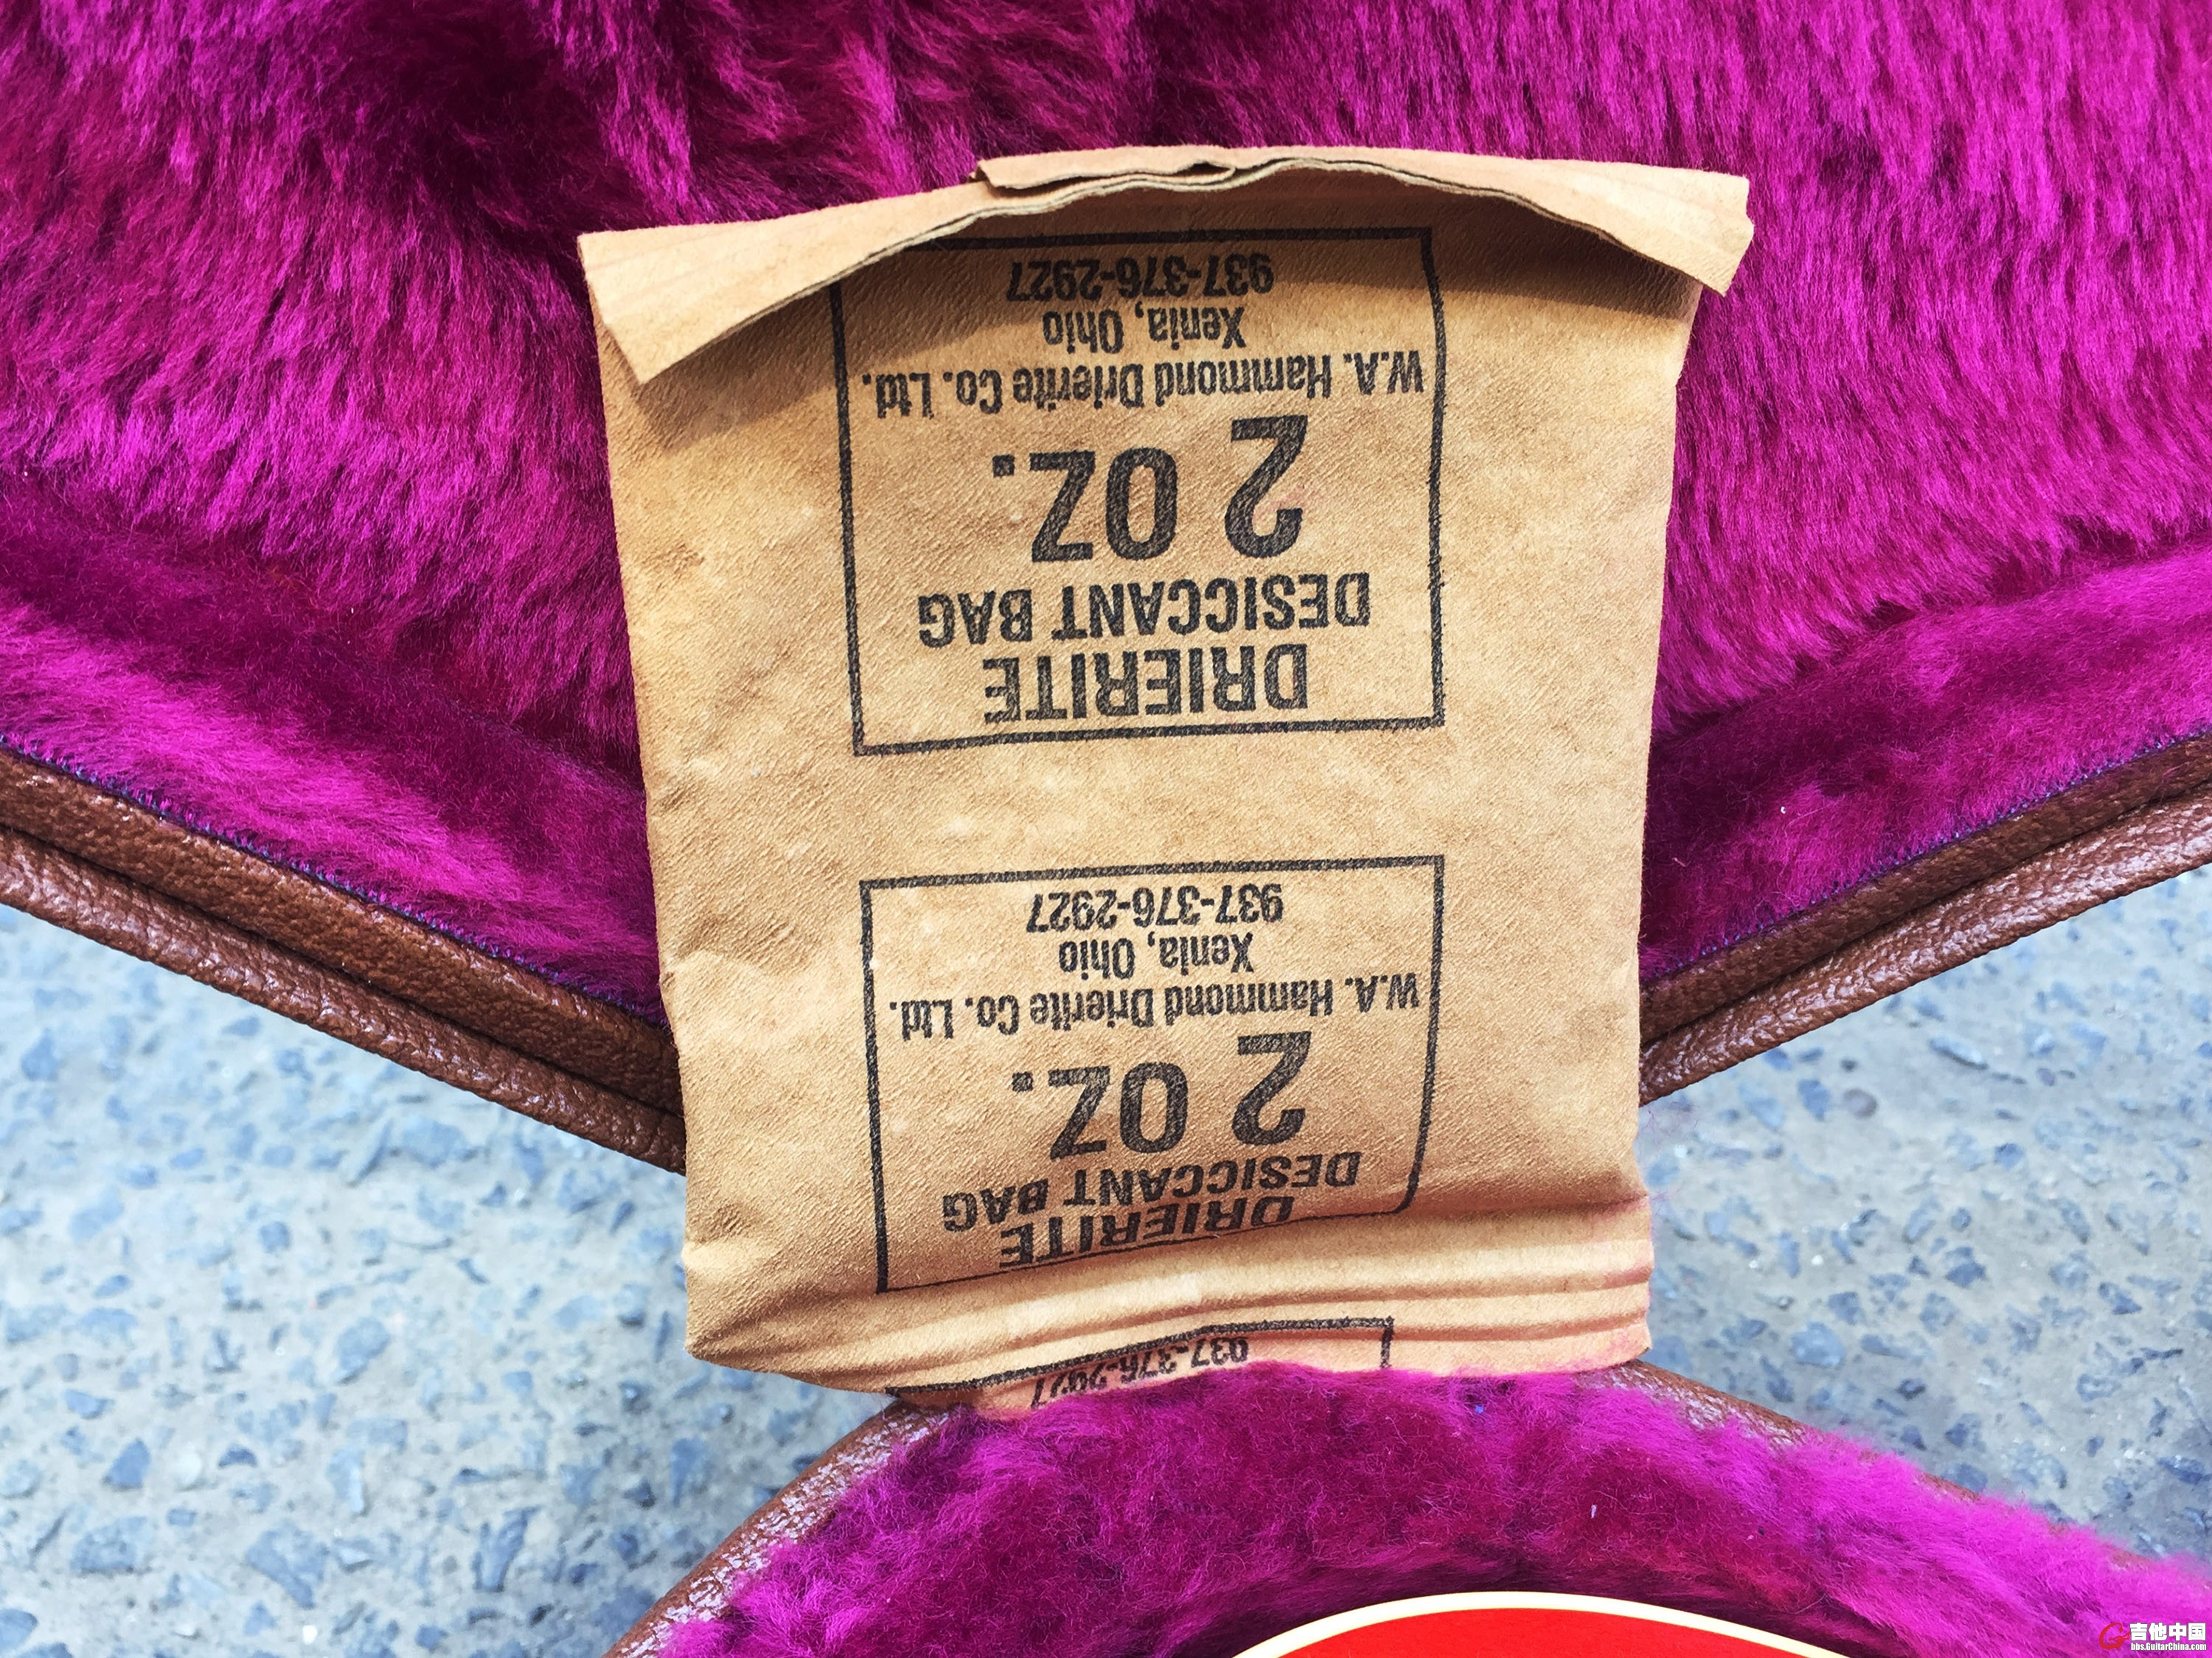 DRIERITE
DESICCANT BAG
2 OZ.
W.A. Hammond Drierite Co. Ltd.
Xenia, Ohio
937-376-2927
DRIERITE
DESICCANT BAG
2 OZ.
W.A. Hammond Drierite Co. Ltd.
Xenia, Ohio
937-376-2927
937-376-2927
吉他中国
bbs.GuitarChina.com